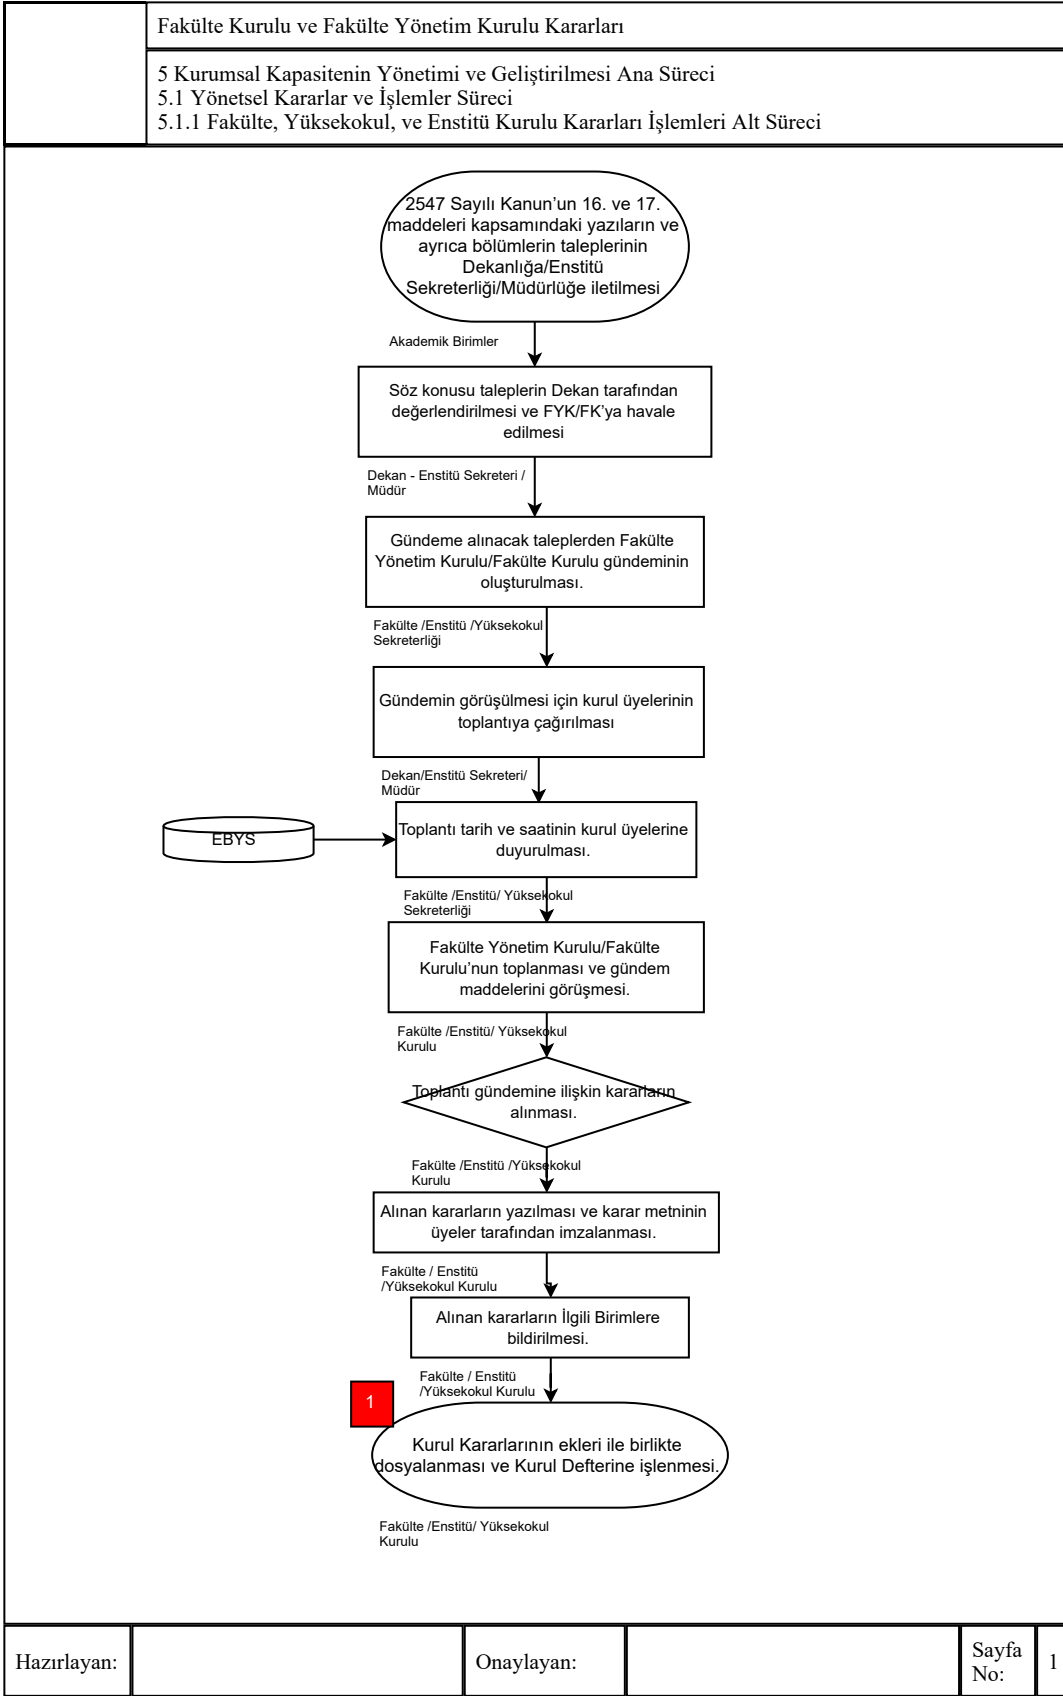 Fakülte Kurulu ve Fakülte Yönetim Kurulu Kararları
5 Kurumsal Kapasitenin Yönetimi ve Geliştirilmesi Ana Süreci
5.1 Yönetsel Kararlar ve İşlemler Süreci
5.1.1 Fakülte, Yüksekokul, ve Enstitü Kurulu Kararları İşlemleri Alt Süreci
2547 Sayılı Kanun’un 16. ve 17.
maddeleri kapsamındaki yazıların ve
ayrıca bölümlerin taleplerinin
Dekanlığa/Enstitü
Sekreterliği/Müdürlüğe iletilmesi
Akademik Birimler
Söz konusu taleplerin Dekan tarafından
değerlendirilmesi ve FYK/FK’ya havale
edilmesi
Dekan - Enstitü Sekreteri /
Müdür
Gündeme alınacak taleplerden Fakülte
Yönetim Kurulu/Fakülte Kurulu gündeminin
oluşturulması.
Fakülte /Enstitü /Yüksekokul
Sekreterliği
Gündemin görüşülmesi için kurul üyelerinin
toplantıya çağırılması
Dekan/Enstitü Sekreteri/
Müdür
EBYS
Toplantı tarih ve saatinin kurul üyelerine
duyurulması.
Fakülte /Enstitü/ Yüksekokul
Sekreterliği
Fakülte Yönetim Kurulu/Fakülte
Kurulu’nun toplanması ve gündem
maddelerini görüşmesi.
Fakülte /Enstitü/ Yüksekokul
Kurulu
Toplantı gündemine ilişkin kararların
alınması.
Fakülte /Enstitü /Yüksekokul
Kurulu
Alınan kararların yazılması ve karar metninin
üyeler tarafından imzalanması.
Fakülte / Enstitü
/Yüksekokul Kurulu
Alınan kararların İlgili Birimlere
bildirilmesi.
Fakülte / Enstitü
/Yüksekokul Kurulu
1
Kurul Kararlarının ekleri ile birlikte
dosyalanması ve Kurul Defterine işlenmesi.
Fakülte /Enstitü/ Yüksekokul
Kurulu
Hazırlayan:
Onaylayan:
Sayfa
No:
1